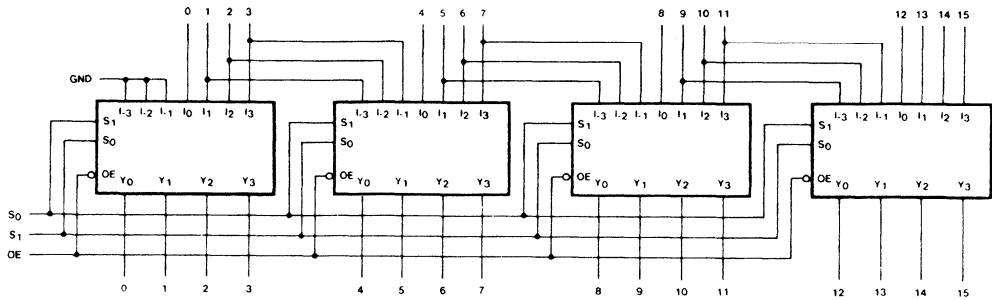 0 1 2 3 4 5 6 7 8 9 10 11 12 13 14 15
GND
I-3 I-2 I-1 I0 I1 I2 I3 I-3 I-2 I-1 I0 I1 I2 I3 I-3 I-2 I-1 I0 I1 I2 I3 I-3 I-2 I-1 I0 I1 I2 I3
S1 S1 S1 S1
S0 S0 S0 S0
OE OE OE OE
Y0 Y1 Y2 Y3 Y0 Y1 Y2 Y3 Y0 Y1 Y2 Y3 Y0 Y1 Y2 Y3
S0
S1
OE
0 1 2 3 4 5 6 7 8 9 10 11 12 13 14 15